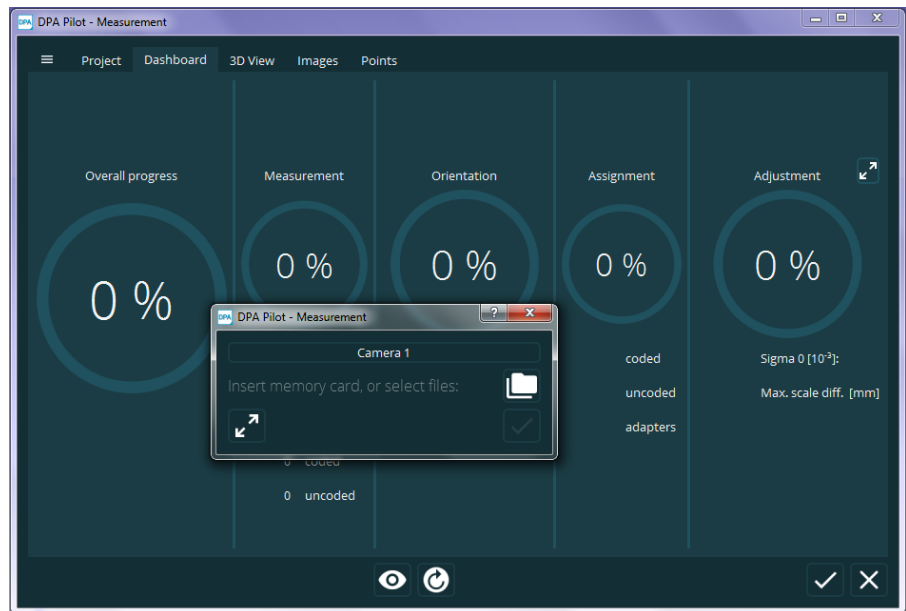 DPA DPA Pilot - Measurement
Project Dashboard 3D View Images Points
Overall progress
0 %
Measurement
0 %
Orientation
0 %
Assignment
0 %
coded
uncoded
adapters
Adjustment
0 %
Sigma 0 [10⁻³]:
Max. scale diff. [mm]
DPA DPA Pilot - Measurement ? X
Camera 1
Insert memory card, or select files:
0 coded
0 uncoded